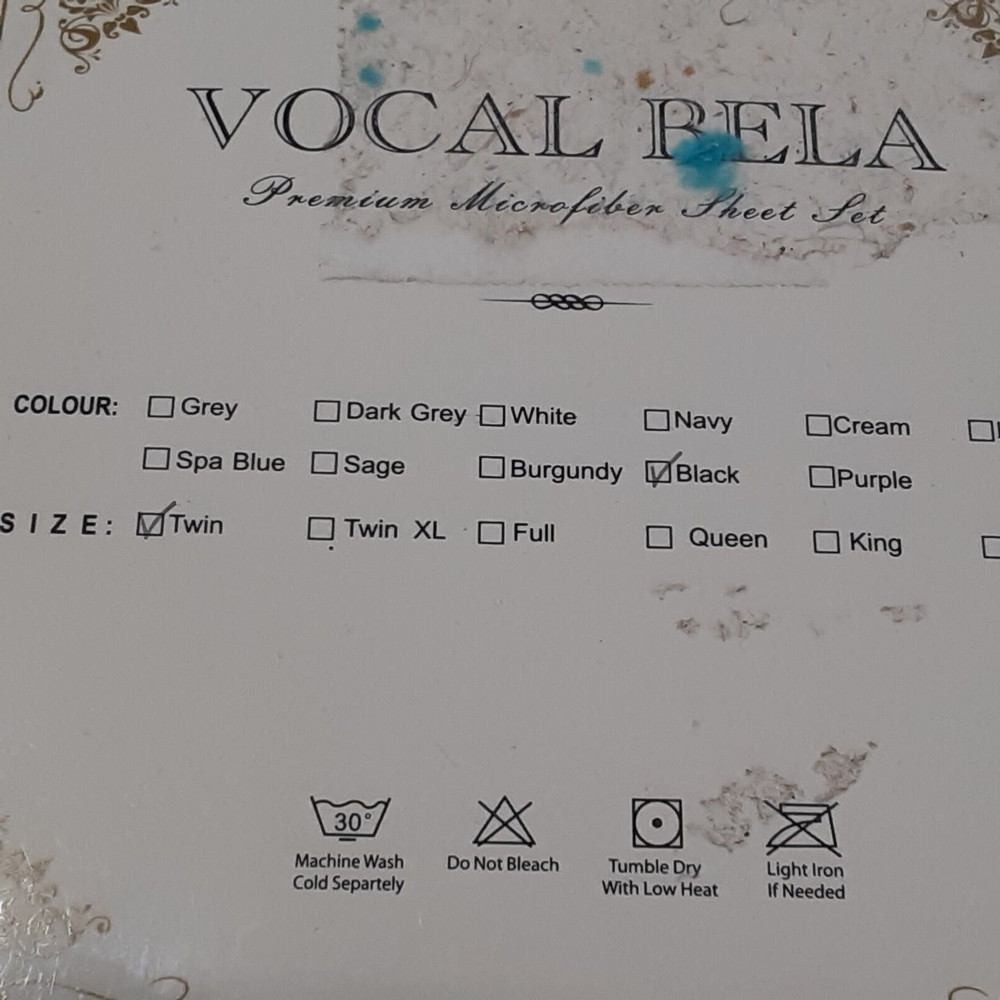 VOCAL BELA
Premium Microfiber Sheet Set
COLOUR: Grey Dark Grey White Navy Cream
Spa Blue Sage Burgundy Black Purple
SIZE: Twin Twin XL Full Queen King
30°
Machine Wash
Cold Separtely
Do Not Bleach
Tumble Dry
With Low Heat
Light Iron
If Needed